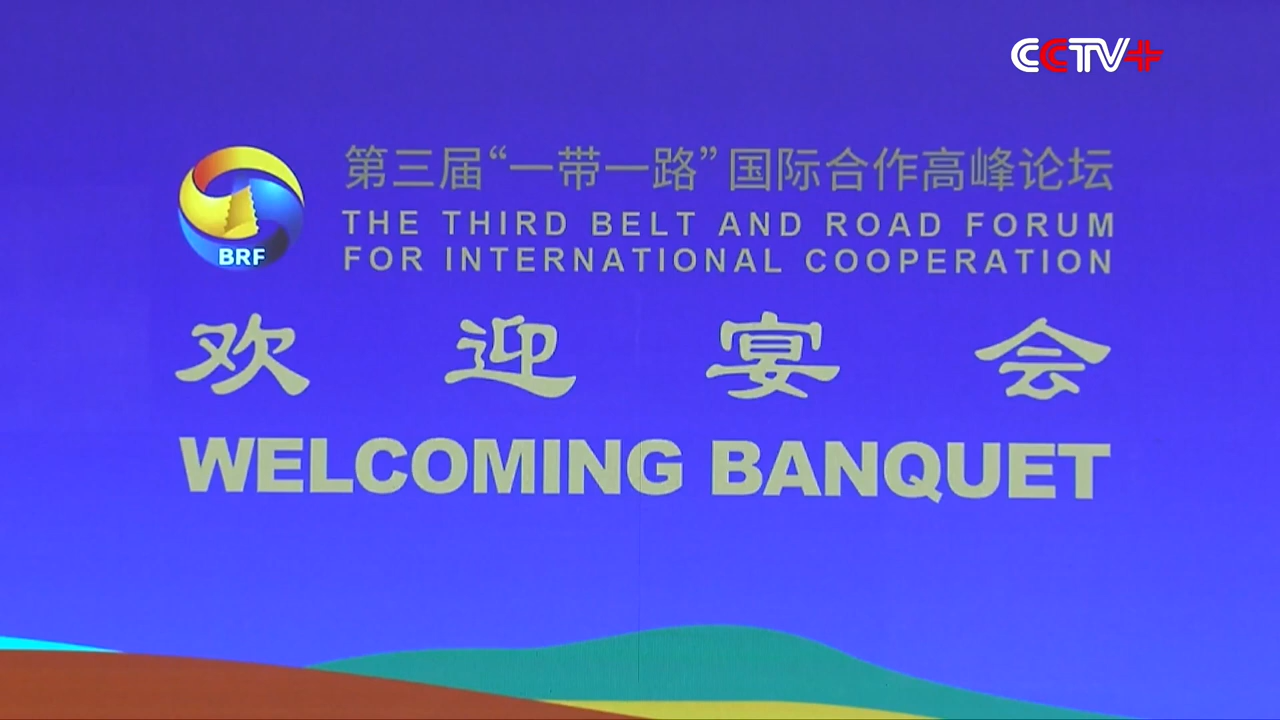 CCTV+
第三届“一带一路”国际合作高峰论坛
THE THIRD BELT AND ROAD FORUM
FOR INTERNATIONAL COOPERATION
BRF
欢迎宴会
WELCOMING BANQUET